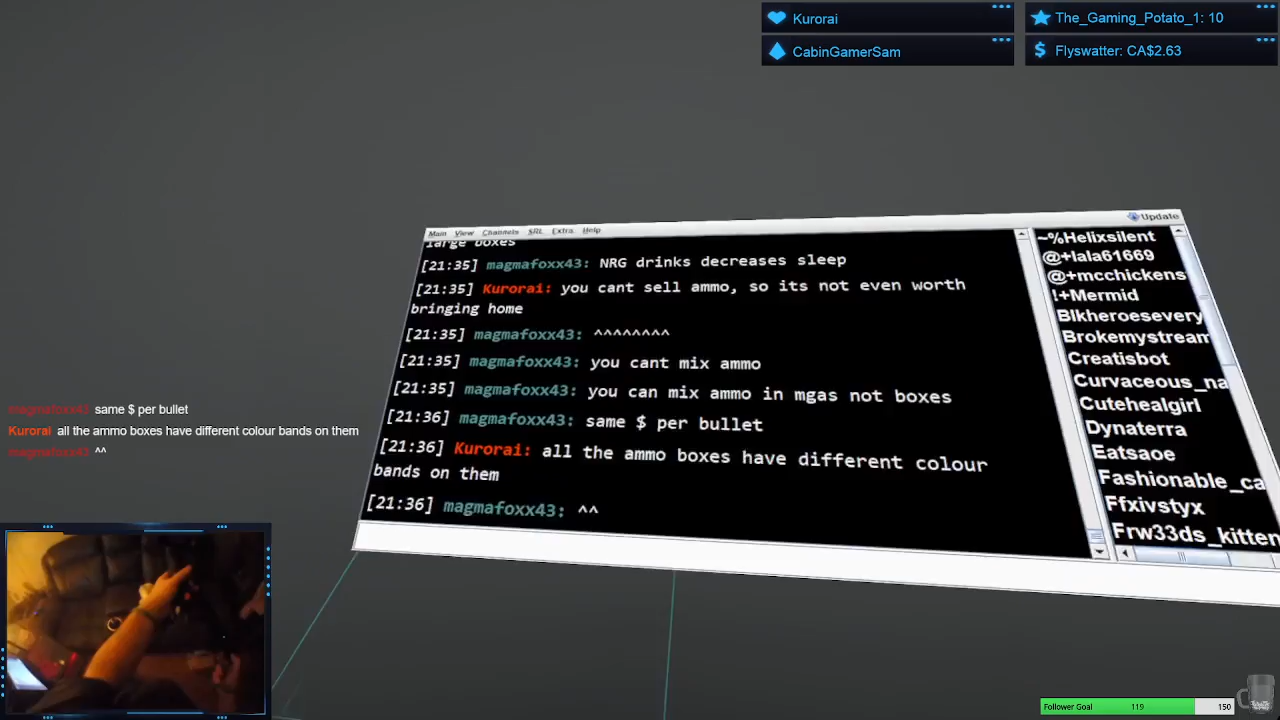 Kurorai
The_Gaming_Potato_1: 10
CabinGamerSam
Flyswatter: CA$2.63
Update
Main View Channels SRL Extra Help
large boxes
[21:35] magmafoxx43: NRG drinks decreases sleep
[21:35] Kurorai: you cant sell ammo, so its not even worth
bringing home
[21:35] magmafoxx43: ^^^^^^^^
[21:35] magmafoxx43: you cant mix ammo
[21:35] magmafoxx43: you can mix ammo in mgas not boxes
[21:36] magmafoxx43: same $ per bullet
[21:36] Kurorai: all the ammo boxes have different colour
bands on them
[21:36] magmafoxx43: ^^
~%Helixsilent
@+lala61669
@+mcchickens
!+Mermid
Blkheroesevery
Brokemystream
Creatisbot
Curvaceous_na
Cutehealgirl
Dynaterra
Eatsaoe
Fashionable_ca
Ffxivstyx
Frw33ds_kitten
magmafoxx43 same $ per bullet
Kurorai all the ammo boxes have different colour bands on them
magmafoxx43 ^^
Follower Goal 119 150